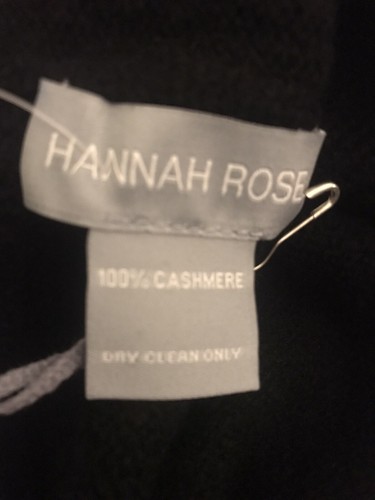 HANNAH ROSE
100% CASHMERE
DRY CLEAN ONLY